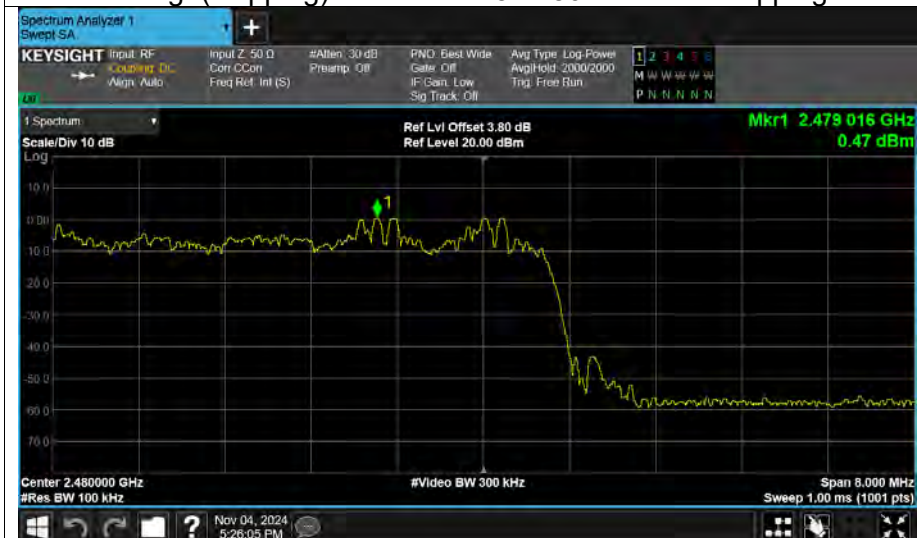 Spectrum Analyzer 1
Swept SA
+
KEYSIGHT Input: RF Input Z: 50 Ω #Atten: 30 dB PNO: Best Wide Avg Type: Log-Power 1 2 3 4 5 6
Coupling: DC Corr CCorr Preamp: Off Gate: Off Avg|Hold: 2000/2000 M W W W W W
Align: Auto Freq Ref: Int (S) IF Gain: Low Trig: Free Run P N N N N N
Sig Track: Off
1 Spectrum
Ref Lvl Offset 3.80 dB Mkr1 2.479 016 GHz
Scale/Div 10 dB Ref Level 20.00 dBm 0.47 dBm
Log
10.0
1
0.00
-10.0
-20.0
-30.0
-40.0
-50.0
-60.0
-70.0
Center 2.480000 GHz #Video BW 300 kHz Span 8.000 MHz
#Res BW 100 kHz Sweep 1.00 ms (1001 pts)
? Nov 04, 2024
5:26:05 PM